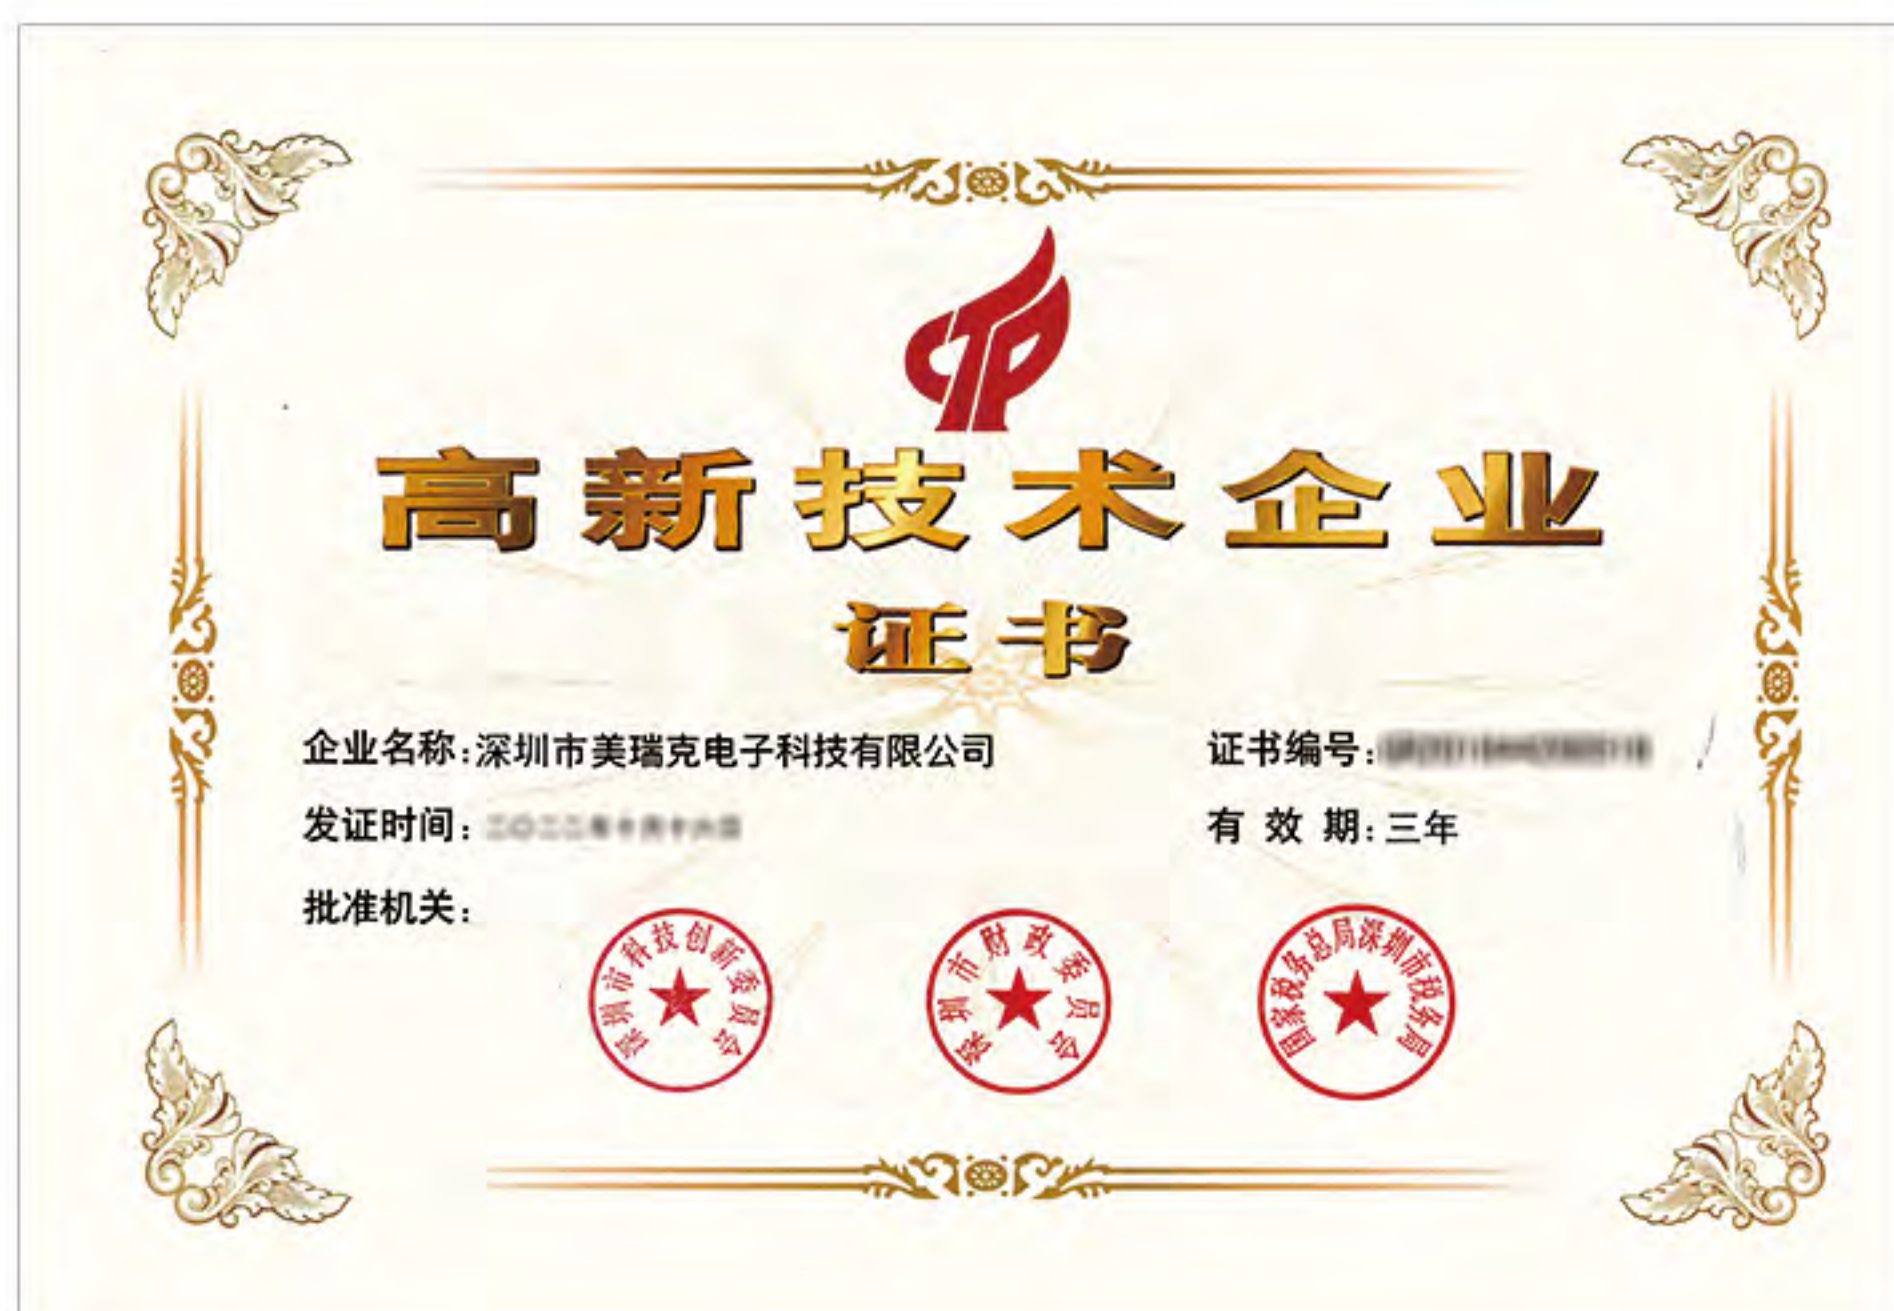 CTP
高新技术企业
证书
企业名称:深圳市美瑞克电子科技有限公司
证书编号:
发证时间:
有 效 期:三年
批准机关:
深圳市科技创新委员会
深圳市财政委员会
国家税务总局深圳市税务局